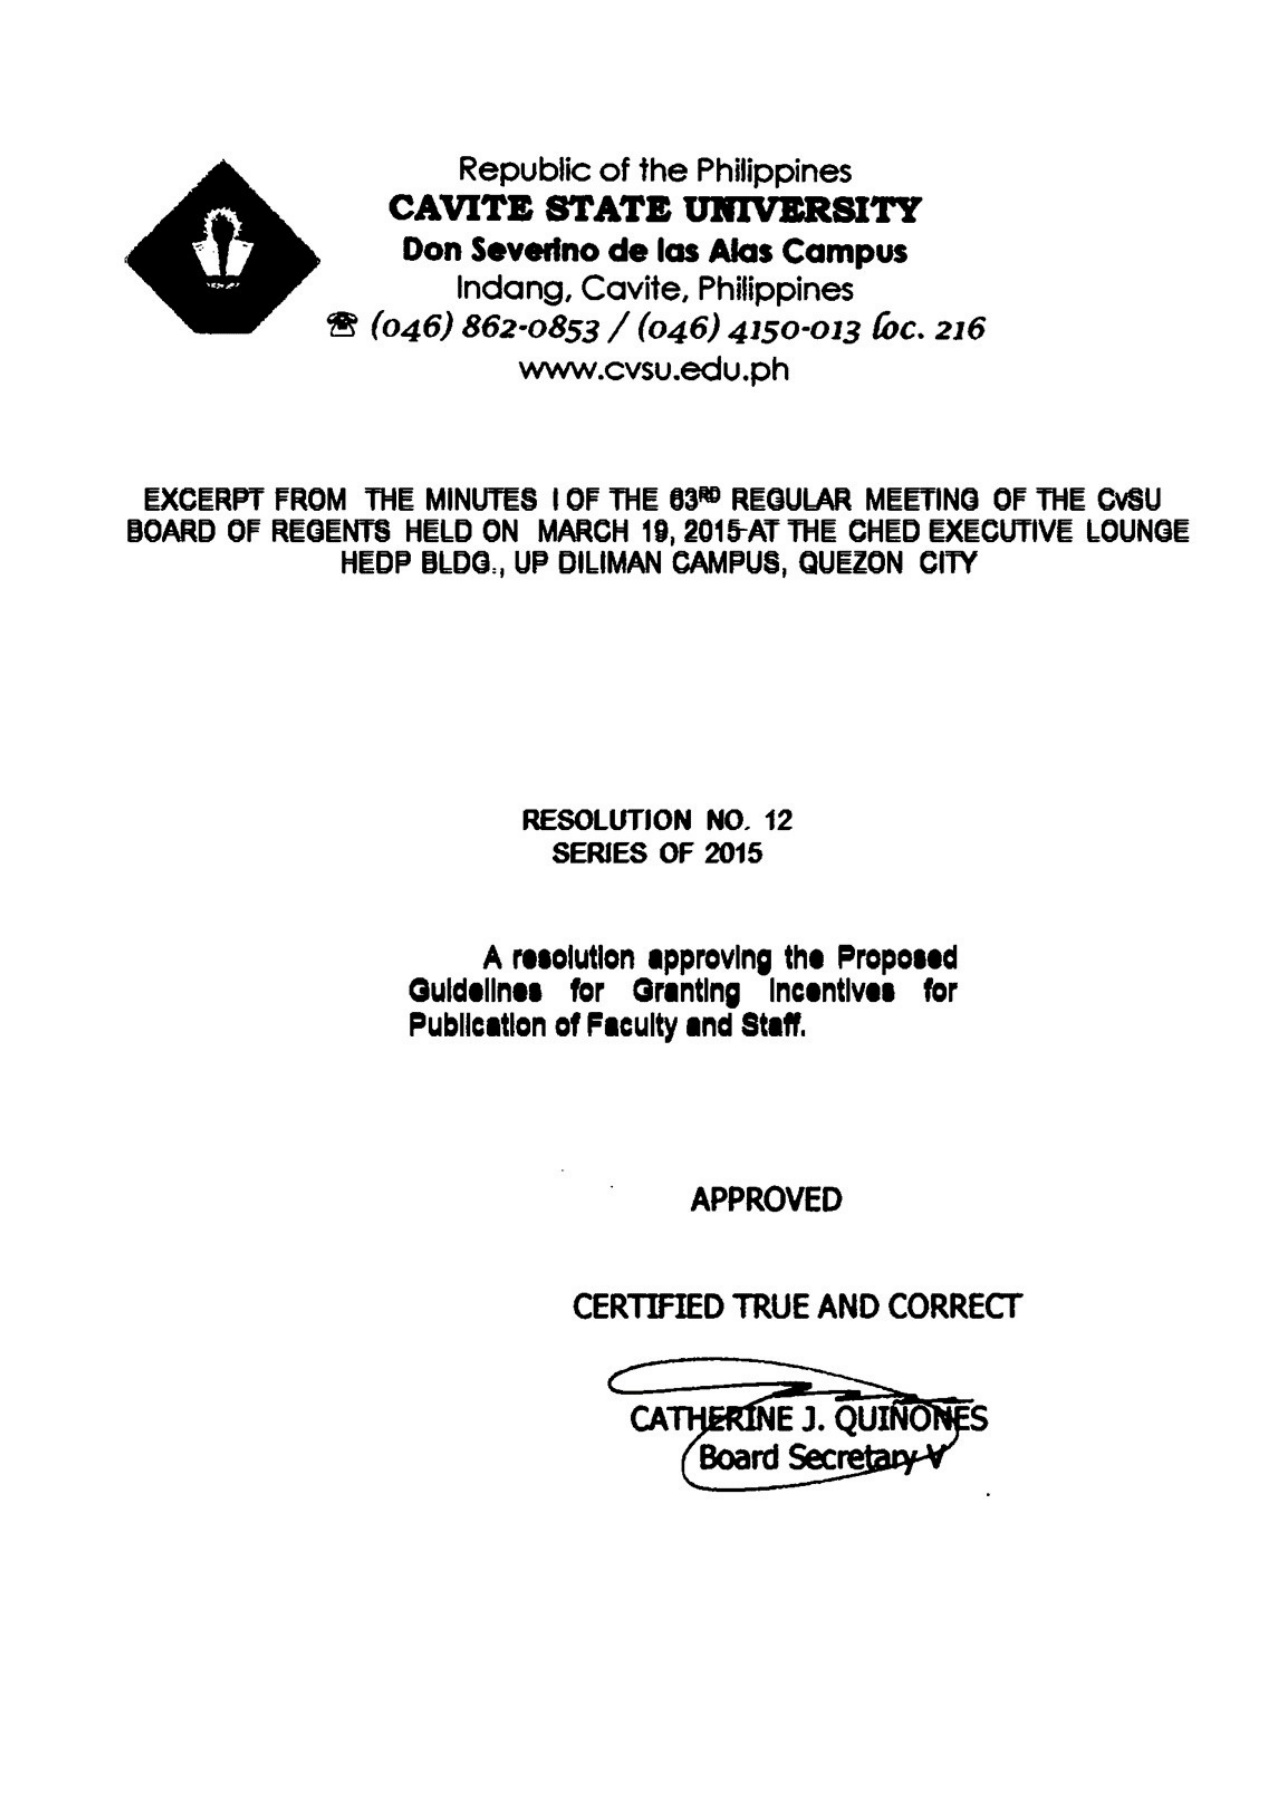 Republic of the Philippines
CAVITE STATE UNIVERSITY
Don Severino de las Alas Campus
Indang, Cavite, Philippines
☎ (046) 862-0853 / (046) 4150-013 loc. 216
www.cvsu.edu.ph
EXCERPT FROM THE MINUTES I OF THE 63RD REGULAR MEETING OF THE CvSU
BOARD OF REGENTS HELD ON MARCH 19, 2015 AT THE CHED EXECUTIVE LOUNGE
HEDP BLDG., UP DILIMAN CAMPUS, QUEZON CITY
RESOLUTION NO. 12
SERIES OF 2015
A resolution approving the Proposed
Guidelines for Granting Incentives for
Publication of Faculty and Staff.
APPROVED
CERTIFIED TRUE AND CORRECT
CATHERINE J. QUIÑONES
Board Secretary V